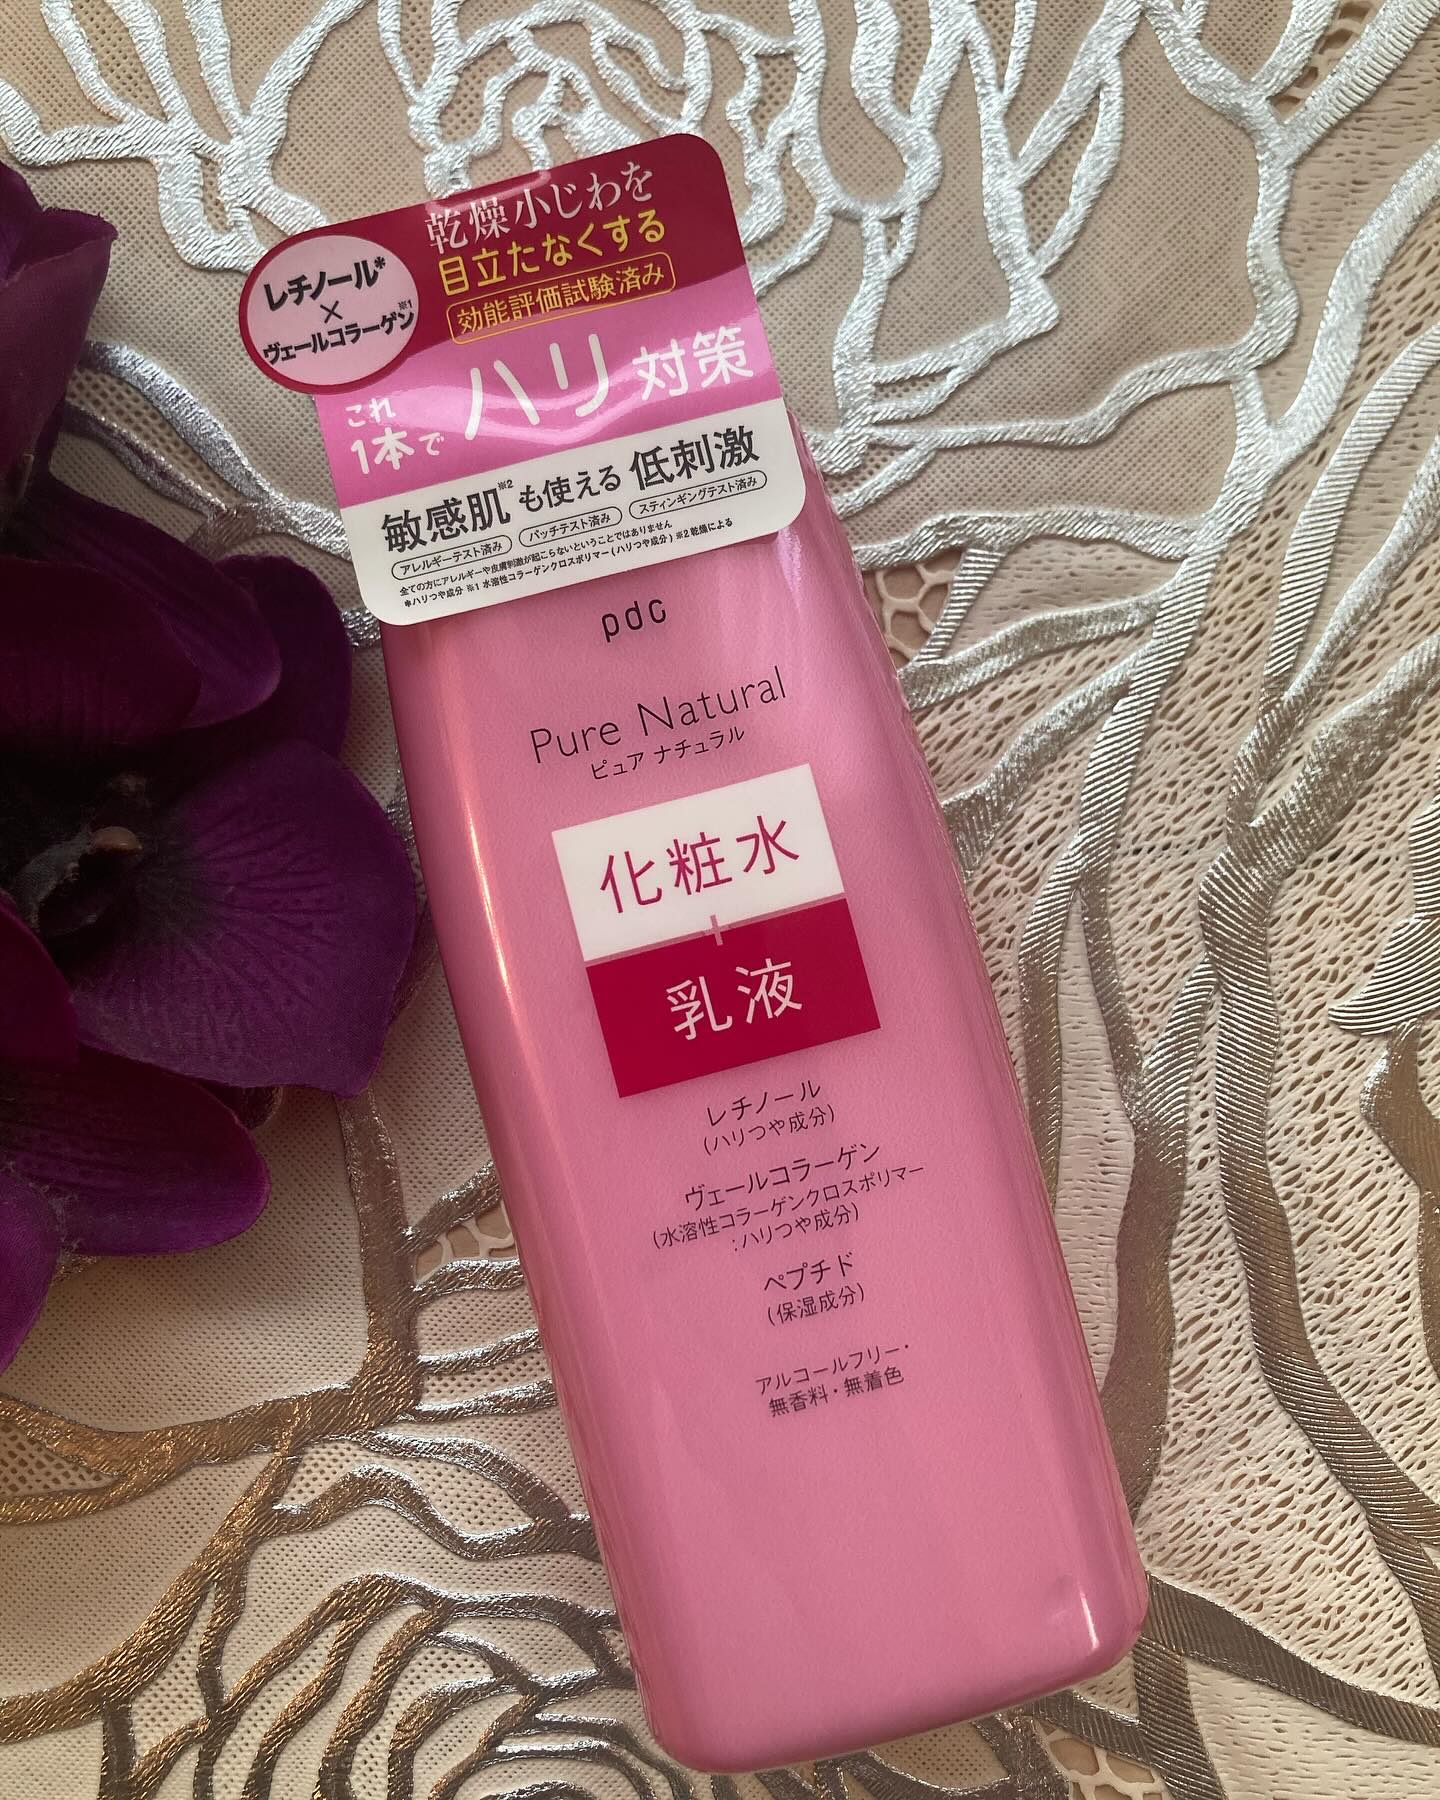 乾燥小じわを
目立たなくする
効能評価試験済み
レチノール*
×
ヴェールコラーゲン※1
これ
1本で ハリ 対策
敏感肌※2も使える 低刺激
アレルギーテスト済み パッチテスト済み スティンギングテスト済み
全ての方にアレルギーや皮膚刺激が起こらないということではありません
*ハリつや成分 ※1 水溶性コラーゲンクロスポリマー(ハリつや成分) ※2 乾燥による
pdc
Pure Natural
ピュア ナチュラル
化粧水
+
乳液
レチノール
(ハリつや成分)
ヴェールコラーゲン
(水溶性コラーゲンクロスポリマー
:ハリつや成分)
ペプチド
(保湿成分)
アルコールフリー・
無香料・無着色